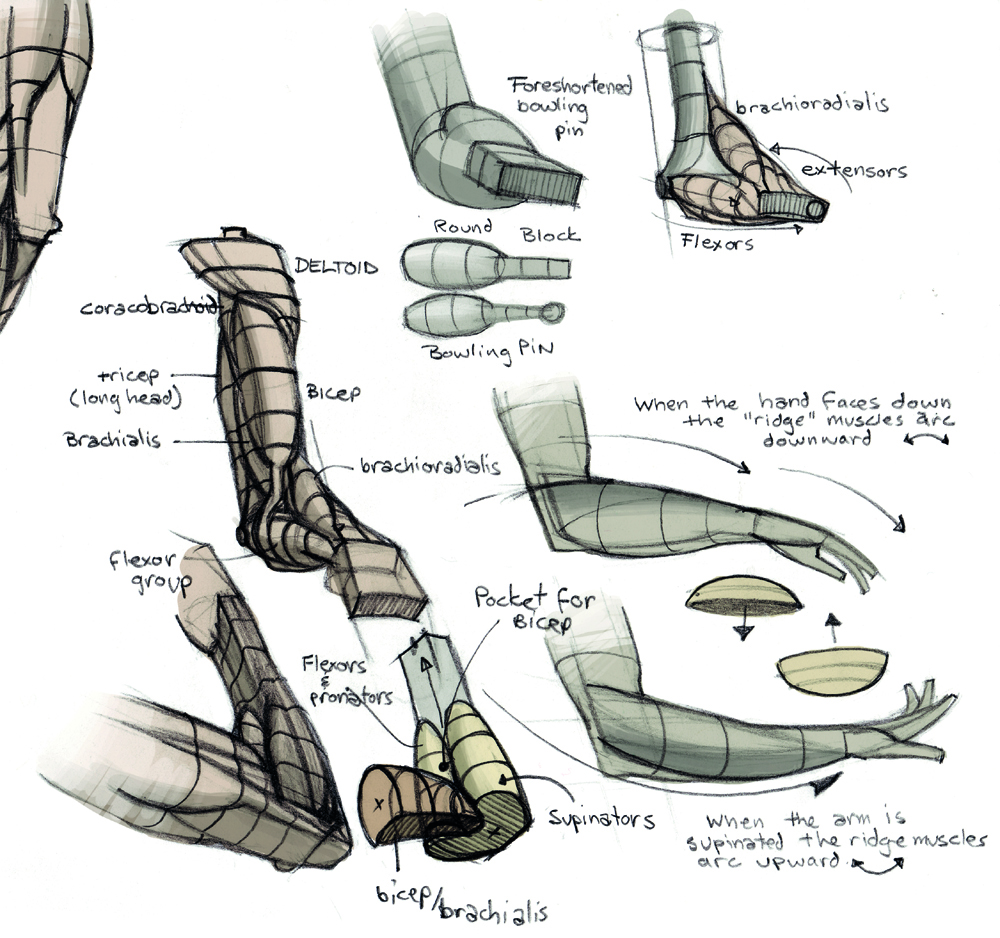 Foreshortened
bowling
pin
brachioradialis
extensors
Flexors
Round Block
Bowling PIN
DELTOID
coracobrachoid
tricep
(long head)
BICEP
Brachialis
brachioradialis
flexor
group
When the hand faces down
the "ridge" muscles arc
downward
Pocket for
BICEP
Flexors
&
pronators
x
Supinators
bicep/brachialis
When the arm is
supinated the ridge muscles
arc upward.